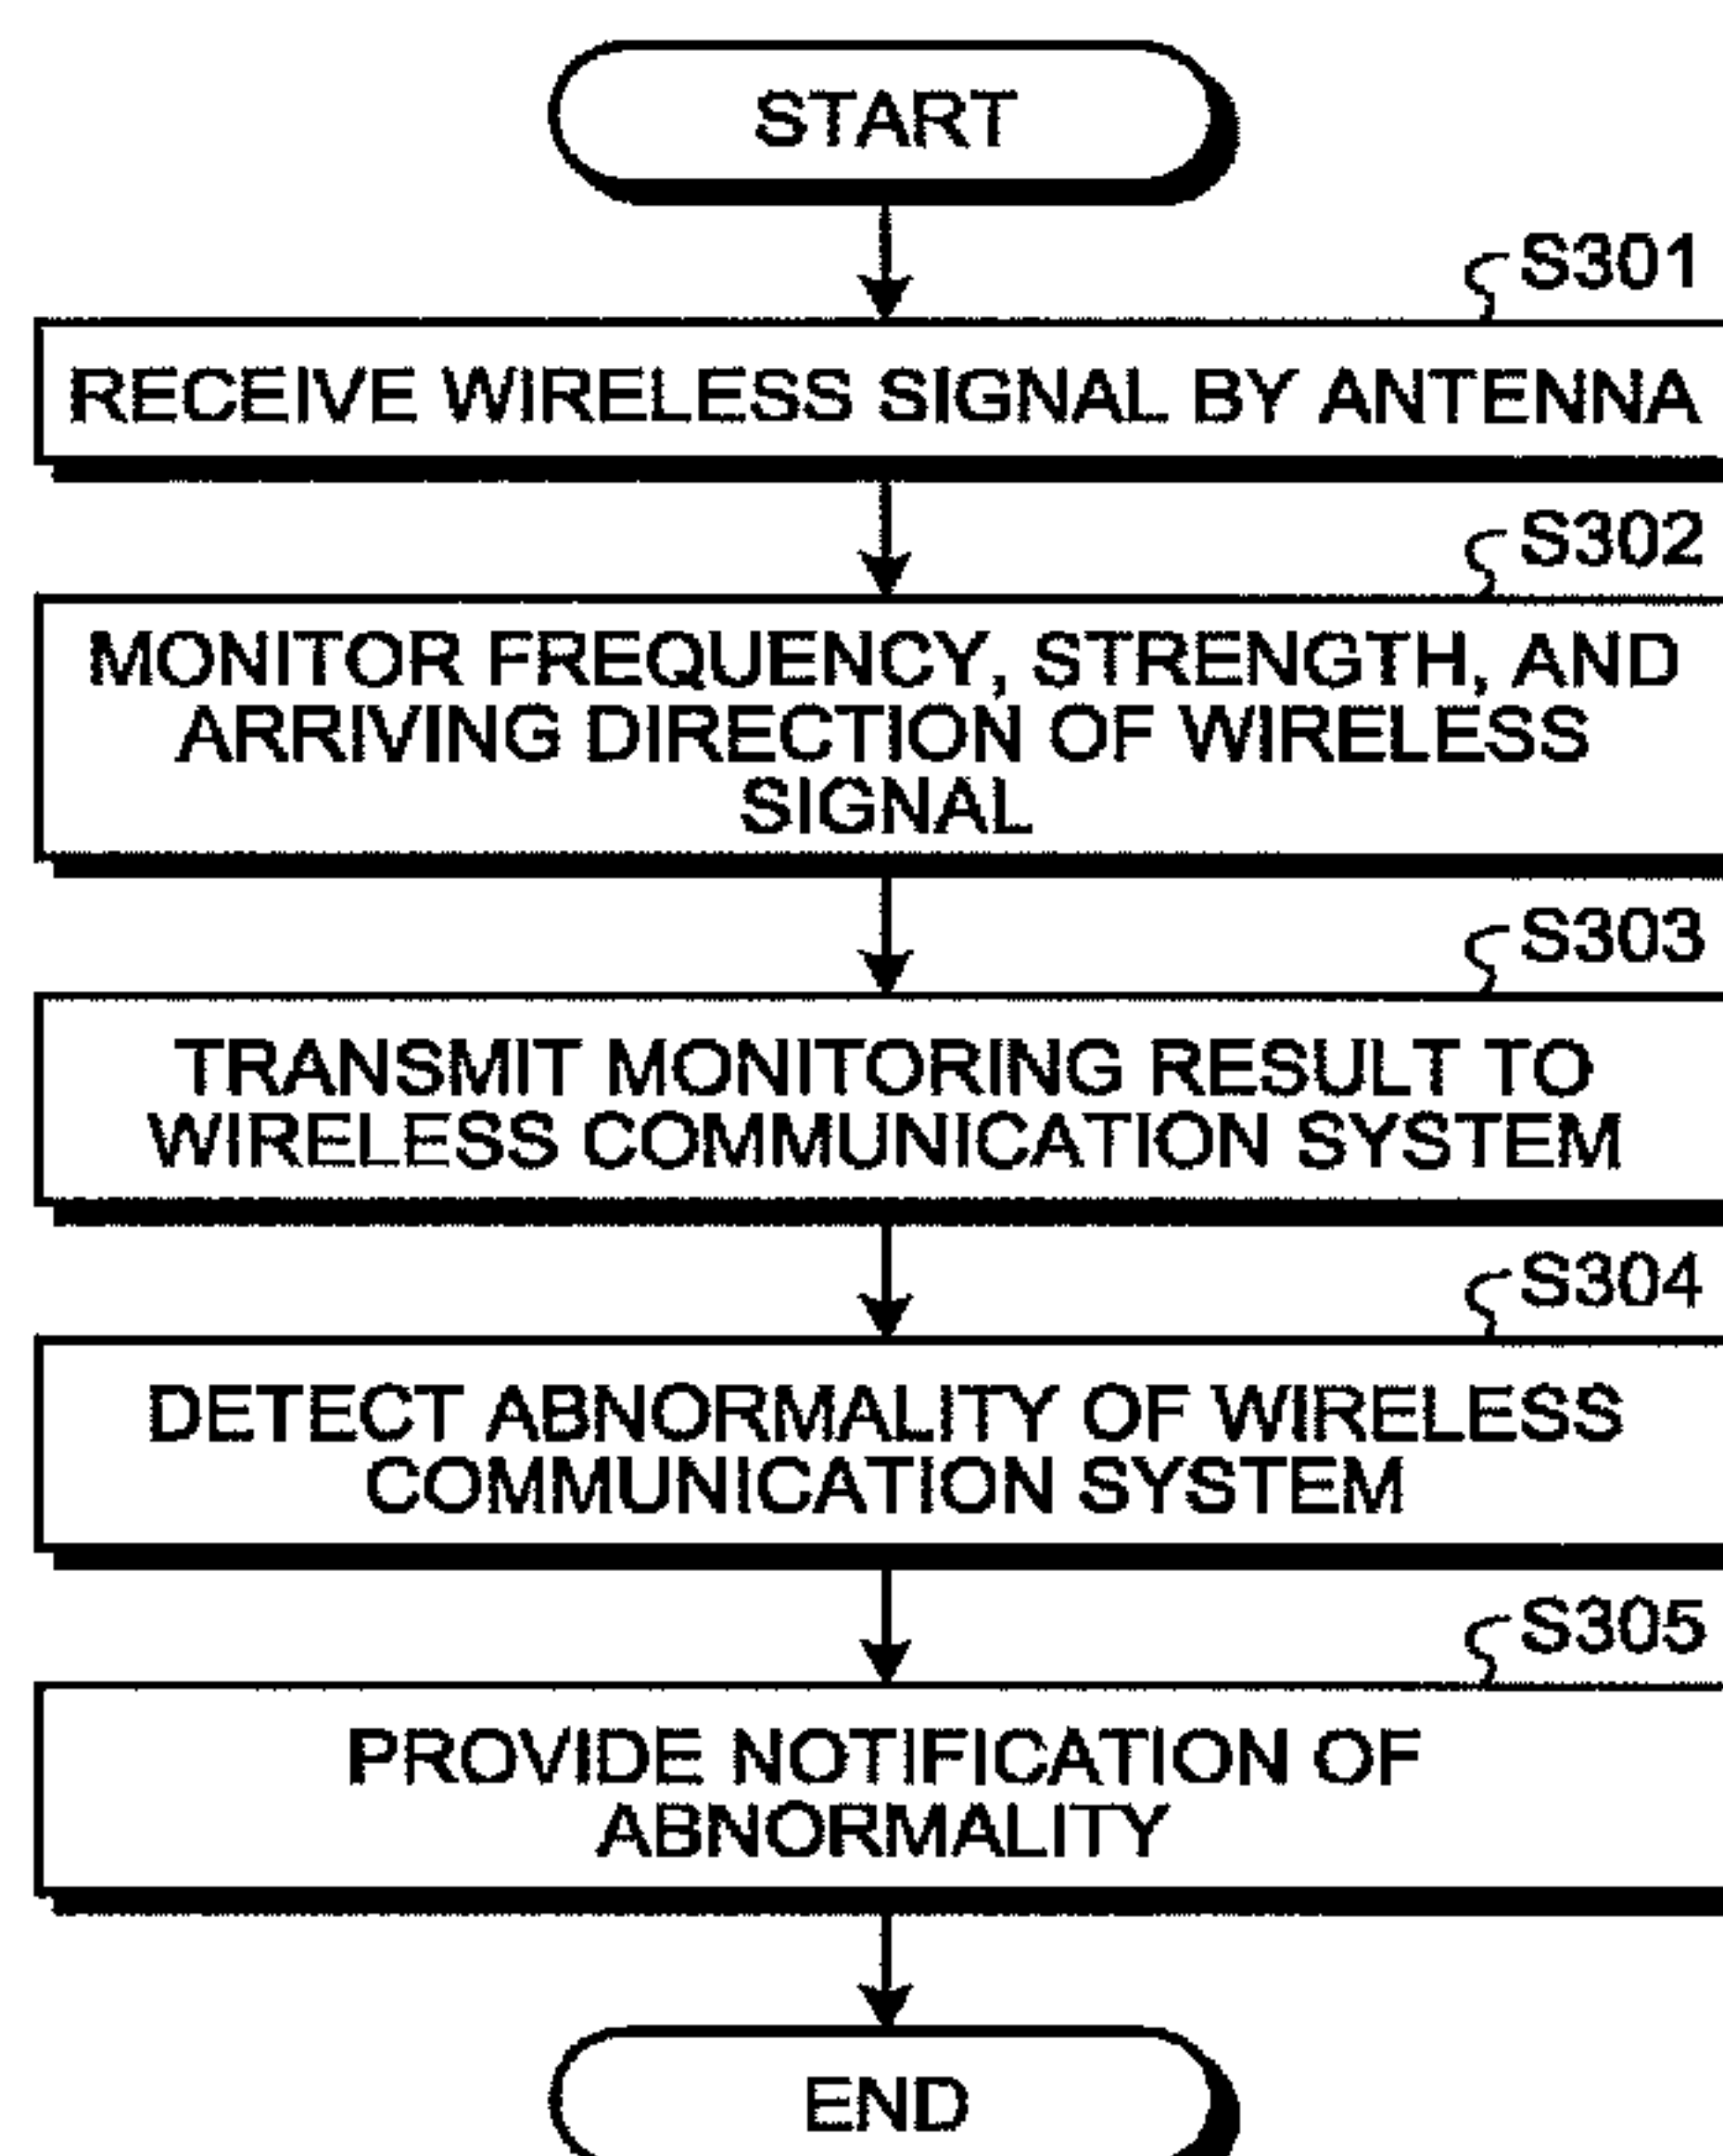 START
S301
RECEIVE WIRELESS SIGNAL BY ANTENNA
S302
MONITOR FREQUENCY, STRENGTH, AND
ARRIVING DIRECTION OF WIRELESS
SIGNAL
S303
TRANSMIT MONITORING RESULT TO
WIRELESS COMMUNICATION SYSTEM
S304
DETECT ABNORMALITY OF WIRELESS
COMMUNICATION SYSTEM
S305
PROVIDE NOTIFICATION OF
ABNORMALITY
END